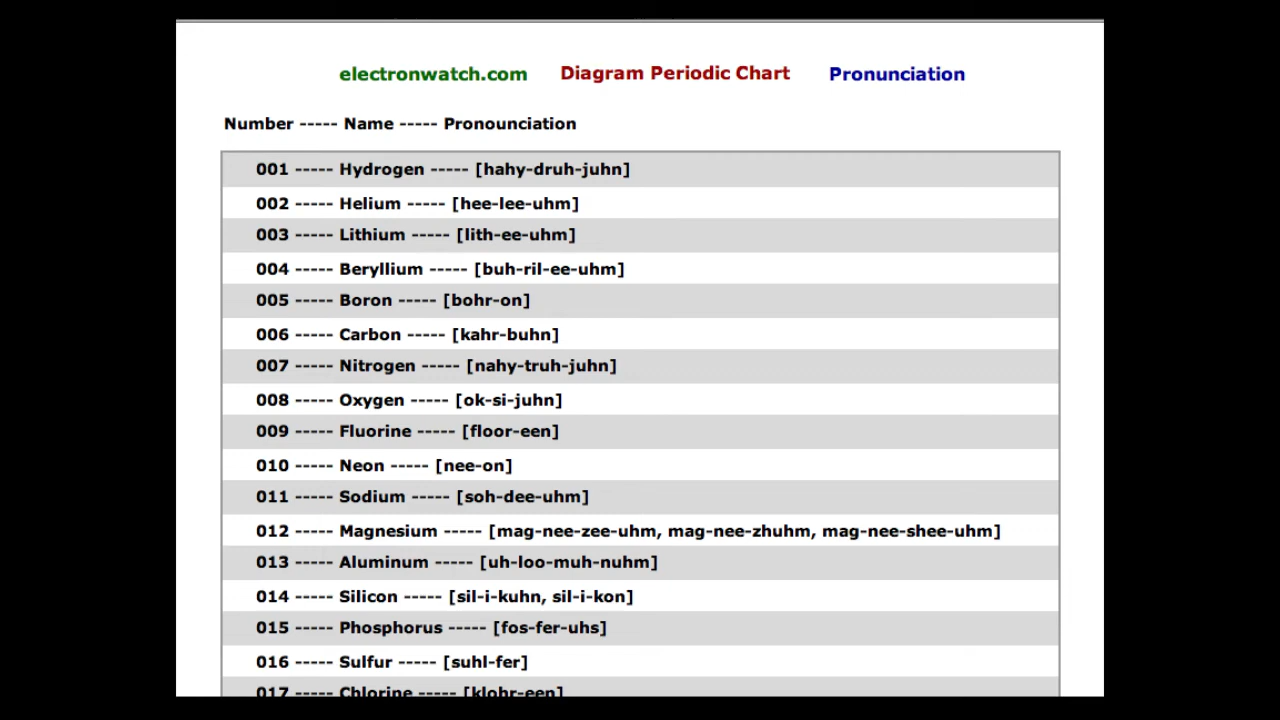 electronwatch.com Diagram Periodic Chart Pronunciation
Number ----- Name ----- Pronounciation
001 ----- Hydrogen ----- [hahy-druh-juhn]
002 ----- Helium ----- [hee-lee-uhm]
003 ----- Lithium ----- [lith-ee-uhm]
004 ----- Beryllium ----- [buh-ril-ee-uhm]
005 ----- Boron ----- [bohr-on]
006 ----- Carbon ----- [kahr-buhn]
007 ----- Nitrogen ----- [nahy-truh-juhn]
008 ----- Oxygen ----- [ok-si-juhn]
009 ----- Fluorine ----- [floor-een]
010 ----- Neon ----- [nee-on]
011 ----- Sodium ----- [soh-dee-uhm]
012 ----- Magnesium ----- [mag-nee-zee-uhm, mag-nee-zhuhm, mag-nee-shee-uhm]
013 ----- Aluminum ----- [uh-loo-muh-nuhm]
014 ----- Silicon ----- [sil-i-kuhn, sil-i-kon]
015 ----- Phosphorus ----- [fos-fer-uhs]
016 ----- Sulfur ----- [suhl-fer]
017 ----- Chlorine ----- [klohr-een]